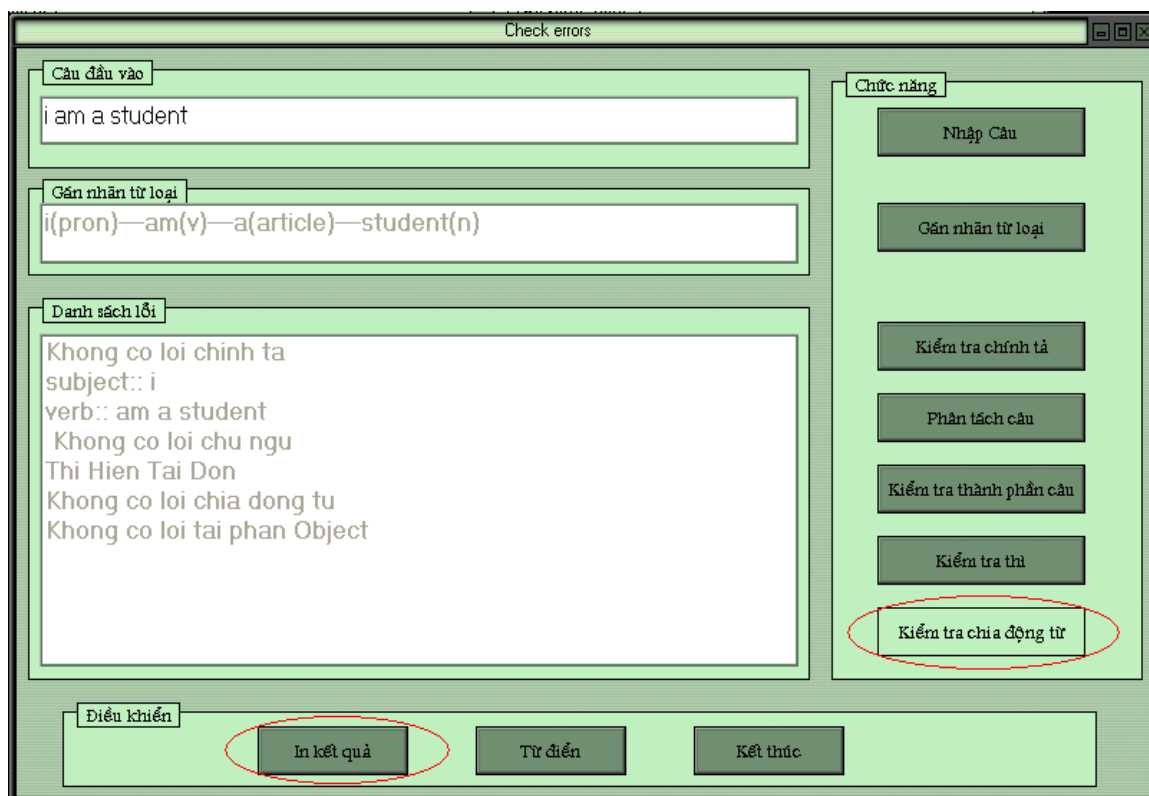 Check errors
Câu đầu vào
i am a student
Gán nhãn từ loại
i(pron)—am(v)—a(article)—student(n)
Danh sách lỗi
Khong co loi chinh ta
subject:: i
verb:: am a student
Khong co loi chu ngu
Thi Hien Tai Don
Khong co loi chia dong tu
Khong co loi tai phan Object
Chức năng
Nhập Câu
Gán nhãn từ loại
Kiểm tra chính tả
Phân tách câu
Kiểm tra thành phần câu
Kiểm tra thì
Kiểm tra chia động từ
Điều khiển
In kết quả
Từ điển
Kết thúc